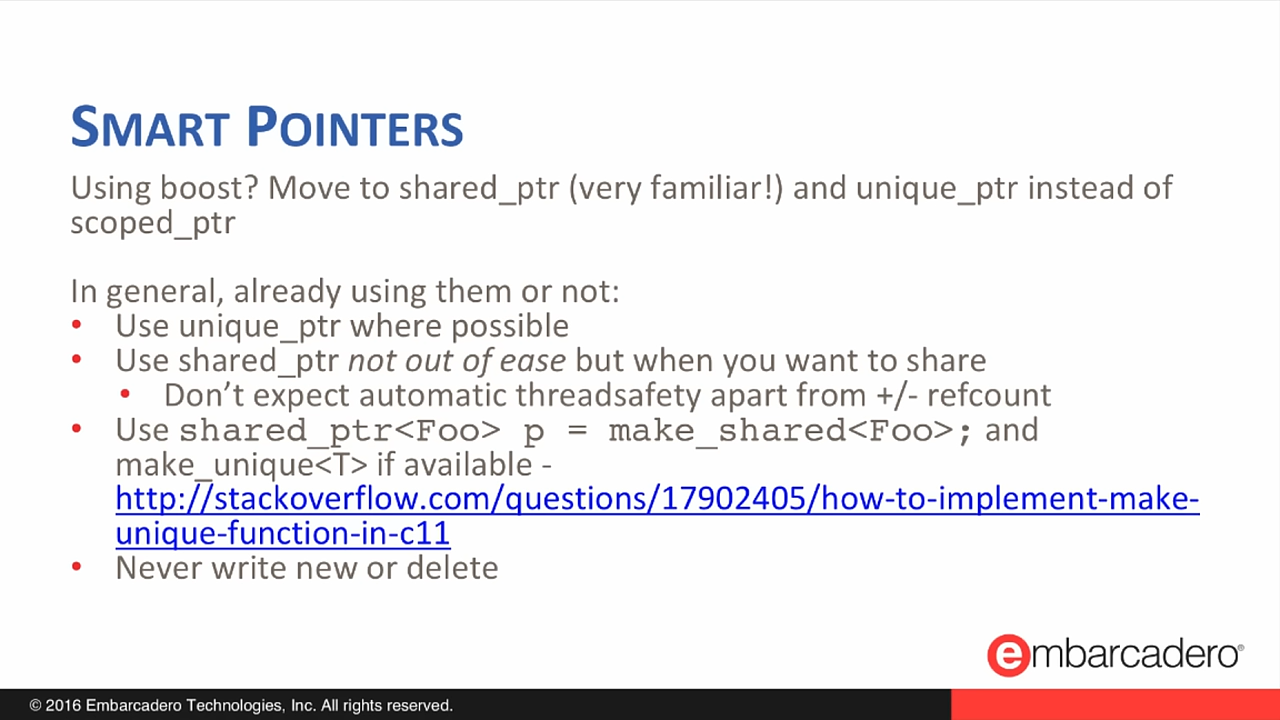 SMART POINTERS
Using boost? Move to shared_ptr (very familiar!) and unique_ptr instead of
scoped_ptr
In general, already using them or not:
• Use unique_ptr where possible
• Use shared_ptr not out of ease but when you want to share
• Don’t expect automatic threadsafety apart from +/- refcount
• Use shared_ptr<Foo> p = make_shared<Foo>; and
make_unique<T> if available -
http://stackoverflow.com/questions/17902405/how-to-implement-make-
unique-function-in-c11
• Never write new or delete
embarcadero®
© 2016 Embarcadero Technologies, Inc. All rights reserved.